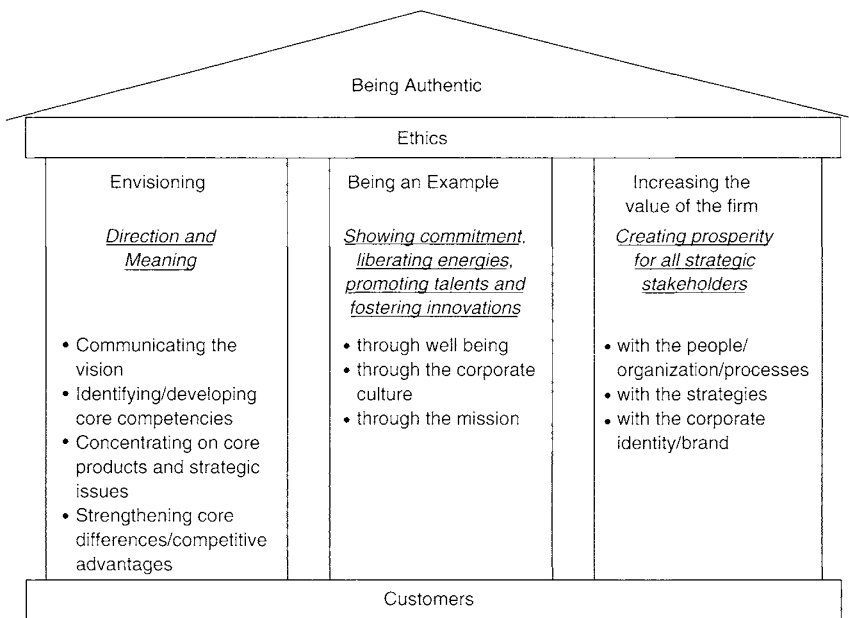 Being Authentic
Ethics
Envisioning
Direction and
Meaning
• Communicating the
vision
• Identifying/developing
core competencies
• Concentrating on core
products and strategic
issues
• Strengthening core
differences/competitive
advantages
Being an Example
Showing commitment,
liberating energies,
promoting talents and
fostering innovations
• through well being
• through the corporate
culture
• through the mission
Increasing the
value of the firm
Creating prosperity
for all strategic
stakeholders
• with the people/
organization/processes
• with the strategies
• with the corporate
identity/brand
Customers